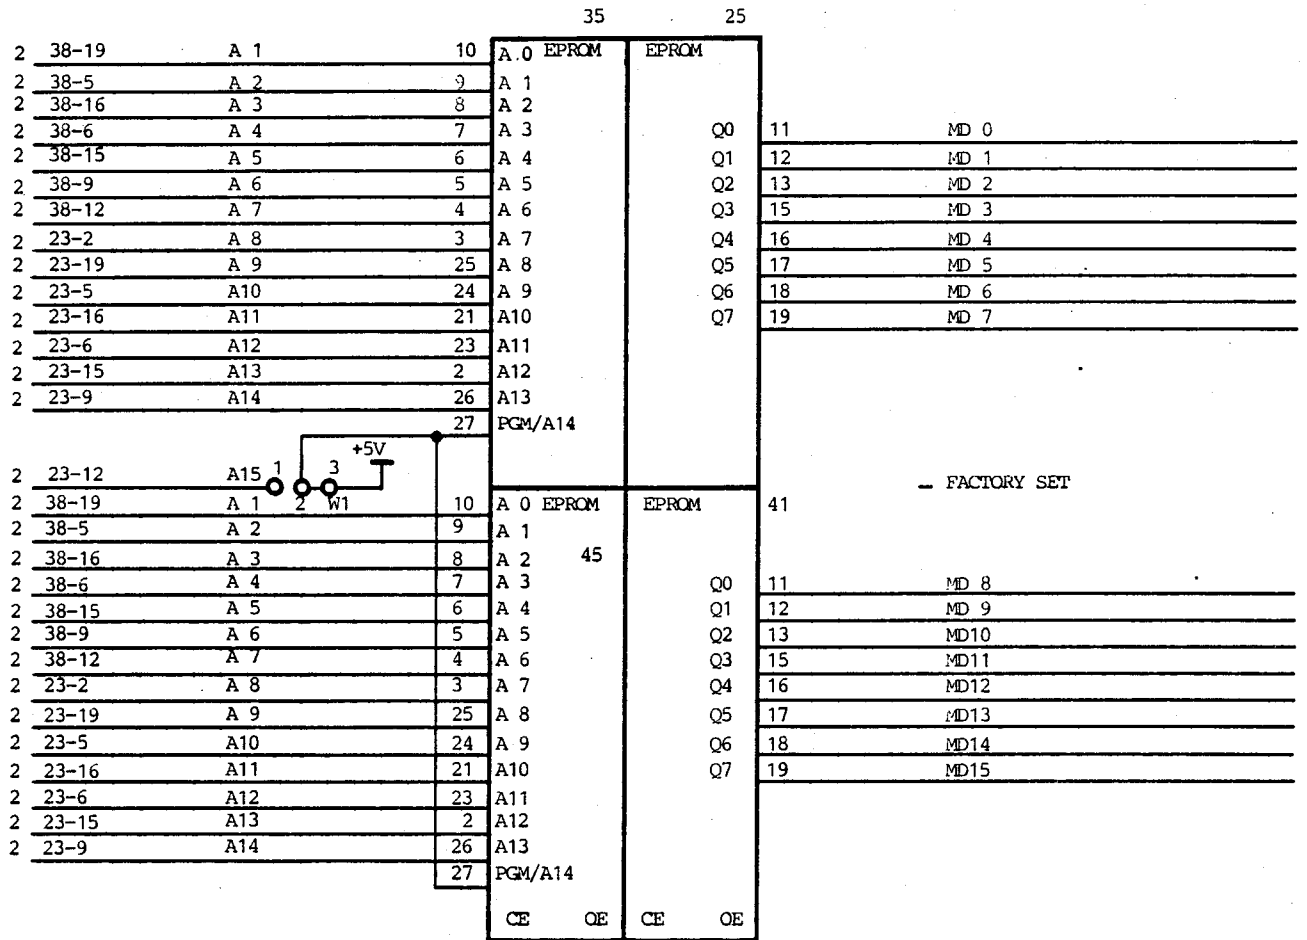 35 25
2 38-19 A 1 10 A.0 EPROM EPROM
2 38-5 A 2 9 A 1
2 38-16 A 3 8 A 2
2 38-6 A 4 7 A 3 Q0 11 MD 0
2 38-15 A 5 6 A 4 Q1 12 MD 1
2 38-9 A 6 5 A 5 Q2 13 MD 2
2 38-12 A 7 4 A 6 Q3 15 MD 3
2 23-2 A 8 3 A 7 Q4 16 MD 4
2 23-19 A 9 25 A 8 Q5 17 MD 5
2 23-5 A10 24 A 9 Q6 18 MD 6
2 23-16 A11 21 A10 Q7 19 MD 7
2 23-6 A12 23 A11
2 23-15 A13 2 A12
2 23-9 A14 26 A13
27 PGM/A14
+5V
2 23-12 A15 1 3 — FACTORY SET
2 38-19 A 1 2 W1 10 A 0 EPROM EPROM 41
2 38-5 A 2 9 A 1
2 38-16 A 3 8 A 2 45
2 38-6 A 4 7 A 3 Q0 11 MD 8
2 38-15 A 5 6 A 4 Q1 12 MD 9
2 38-9 A 6 5 A 5 Q2 13 MD10
2 38-12 A 7 4 A 6 Q3 15 MD11
2 23-2 A 8 3 A 7 Q4 16 MD12
2 23-19 A 9 25 A 8 Q5 17 MD13
2 23-5 A10 24 A 9 Q6 18 MD14
2 23-16 A11 21 A10 Q7 19 MD15
2 23-6 A12 23 A11
2 23-15 A13 2 A12
2 23-9 A14 26 A13
27 PGM/A14
CE OE CE OE